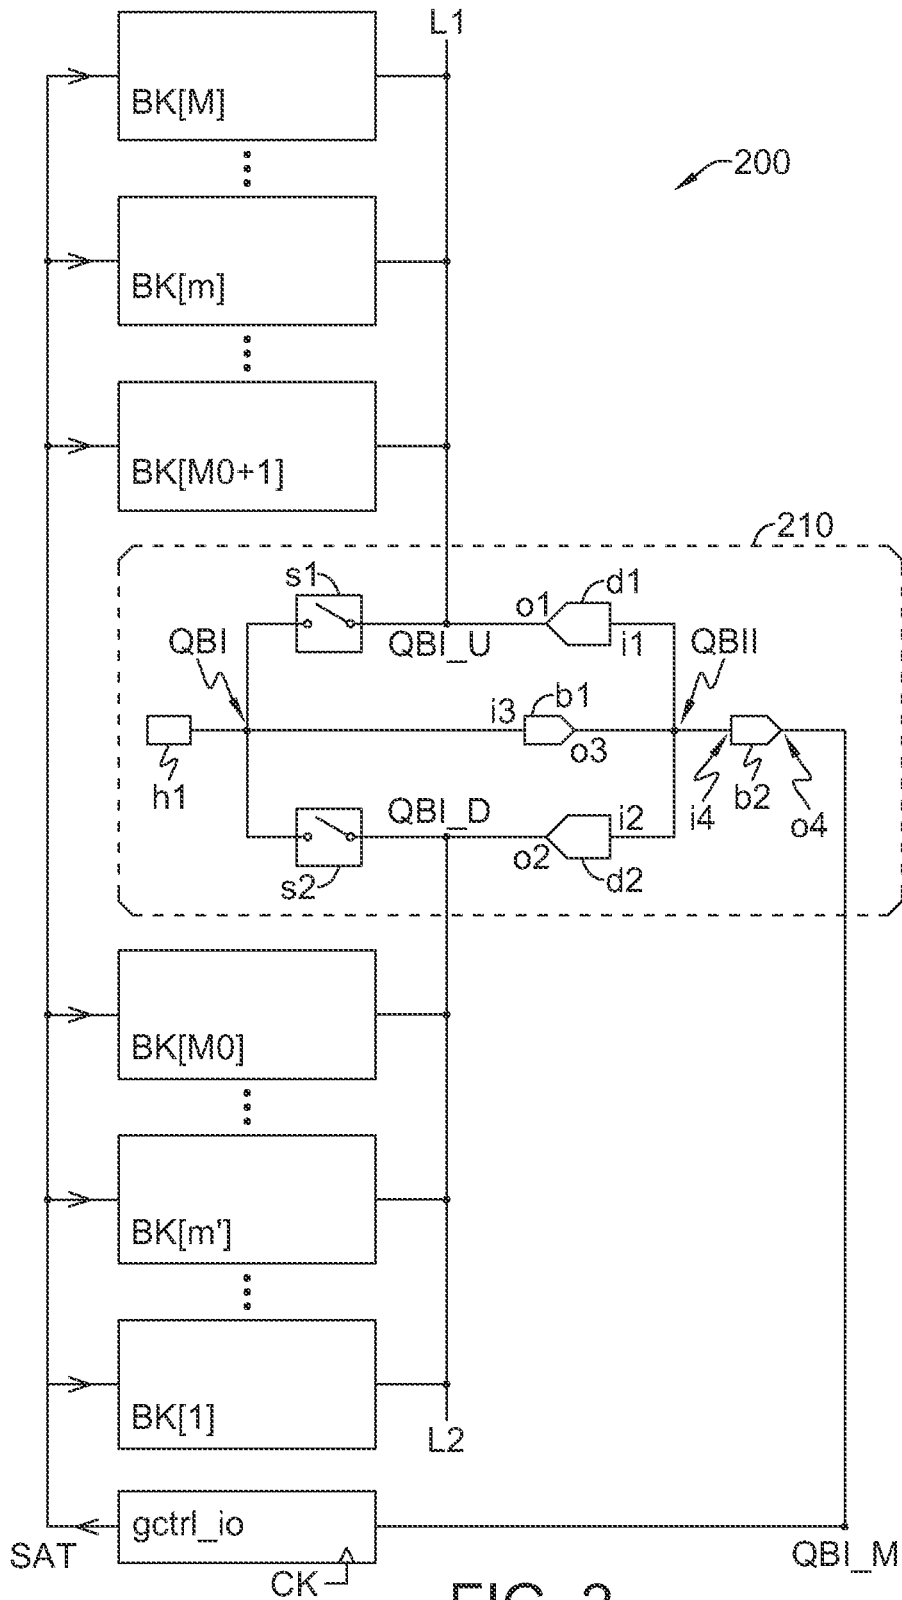 L1
BK[M]
200
BK[m]
BK[M0+1]
210
s1
d1
o1
QBI
QBI_U
i1
QBII
b1
i3
o3
h1
QBI_D
i2
i4
b2
o4
o2
s2
d2
BK[M0]
BK[m']
BK[1]
L2
gctrl_io
SAT
QBI_M
CK